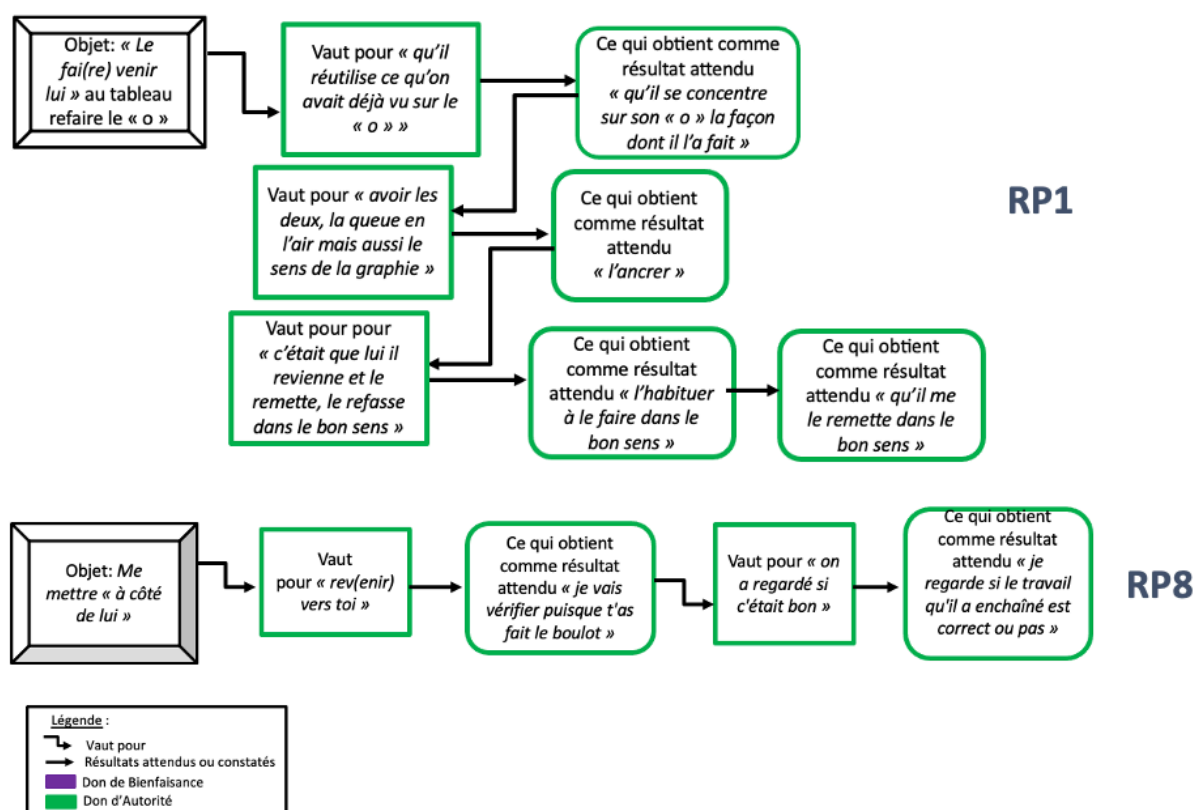 Objet: « Le
fai(re) venir
lui » au tableau
refaire le « o »
Vaut pour « qu'il
réutilise ce qu'on
avait déjà vu sur le
« o » »
Ce qui obtient comme
résultat attendu
« qu'il se concentre
sur son « o » la façon
dont il l'a fait »
Vaut pour « avoir les
deux, la queue en
l'air mais aussi le
sens de la graphie »
Ce qui obtient
comme résultat
attendu
« l'ancrer »
RP1
Vaut pour pour
« c'était que lui il
revienne et le
remette, le refasse
dans le bon sens »
Ce qui obtient
comme résultat
attendu « l'habituer
à le faire dans le
bon sens »
Ce qui obtient
comme résultat
attendu « qu'il me
le remette dans le
bon sens »
Objet: Me
mettre « à côté
de lui »
Vaut
pour « rev(enir)
vers toi »
Ce qui obtient
comme résultat
attendu « je vais
vérifier puisque t'as
fait le boulot »
Vaut pour « on
a regardé si
c'était bon »
Ce qui obtient
comme résultat
attendu « je
regarde si le travail
qu'il a enchaîné est
correct ou pas »
RP8
Légende :
Vaut pour
Résultats attendus ou constatés
Don de Bienfaisance
Don d'Autorité